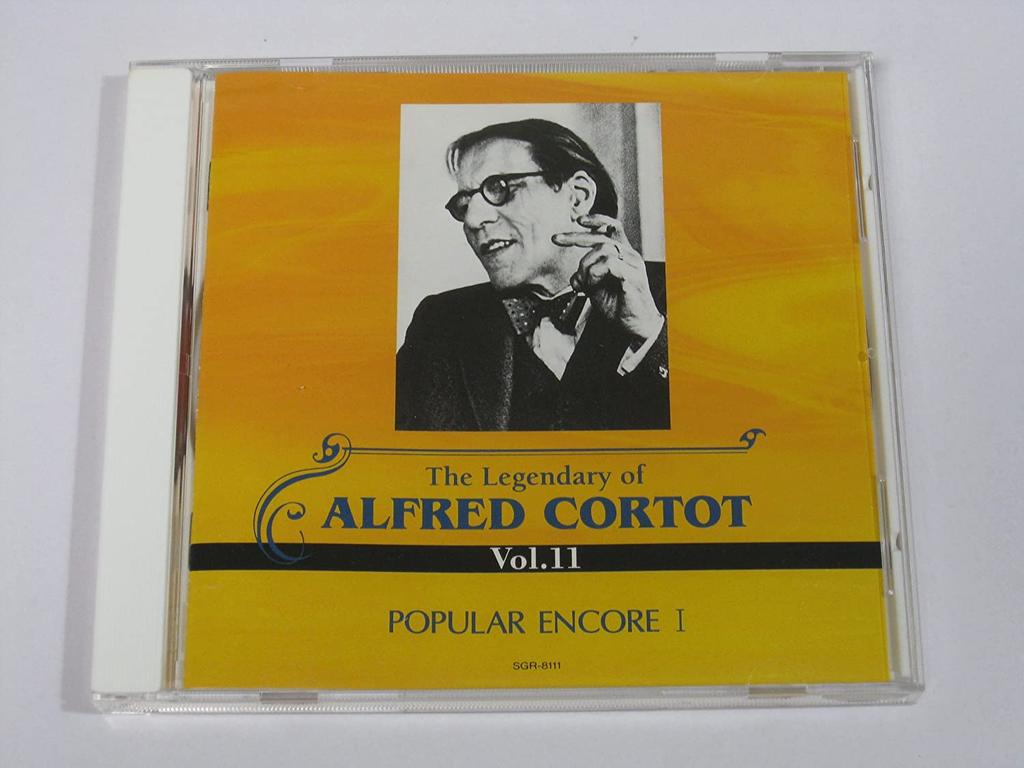 The Legendary of
ALFRED CORTOT
Vol.11
POPULAR ENCORE I
SGR-8111